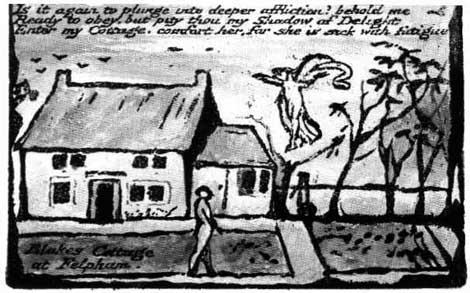 Is it again to plunge into deeper affliction? behold me
Ready to obey, but pity thou my Shadow of Delight
Enter my Cottage, comfort her, for she is sick with fatigue
Blakes Cottage
at Felpham